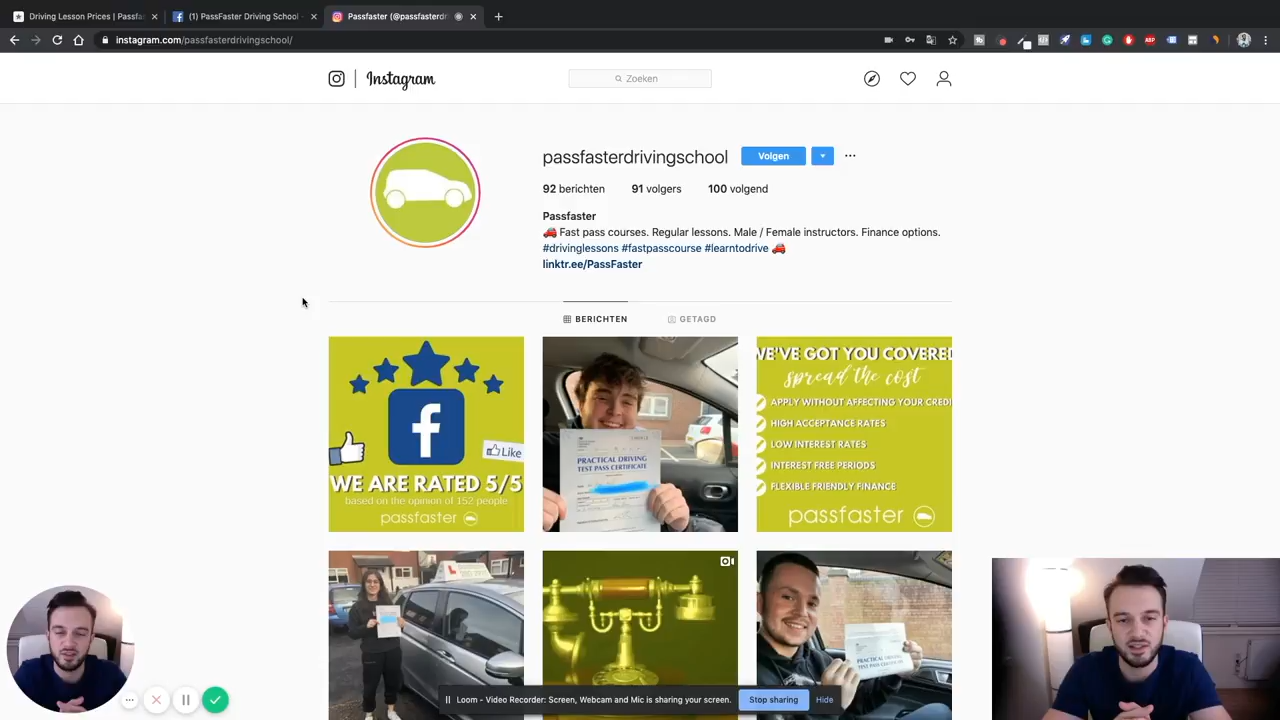 Driving Lesson Prices | Passfas
(1) PassFaster Driving School -
Passfaster (@passfasterdr
instagram.com/passfasterdrivingschool/
ABP
Instagram
Zoeken
passfasterdrivingschool
Volgen
92 berichten
91 volgers
100 volgend
Passfaster
🚗 Fast pass courses. Regular lessons. Male / Female instructors. Finance options.
#drivinglessons #fastpasscourse #learntodrive 🚗
linktr.ee/PassFaster
BERICHTEN
GETAGD
Like
WE ARE RATED 5/5
based on the opinion of 152 people
passfaster
PRACTICAL DRIVING
TEST PASS CERTIFICATE
WE'VE GOT YOU COVERED
spread the cost
APPLY WITHOUT AFFECTING YOUR CREDI
HIGH ACCEPTANCE RATES
LOW INTEREST RATES
INTEREST FREE PERIODS
FLEXIBLE FRIENDLY FINANCE
passfaster
L
PRACTICAL DRIVING
Loom - Video Recorder: Screen, Webcam and Mic is sharing your screen.
Stop sharing
Hide